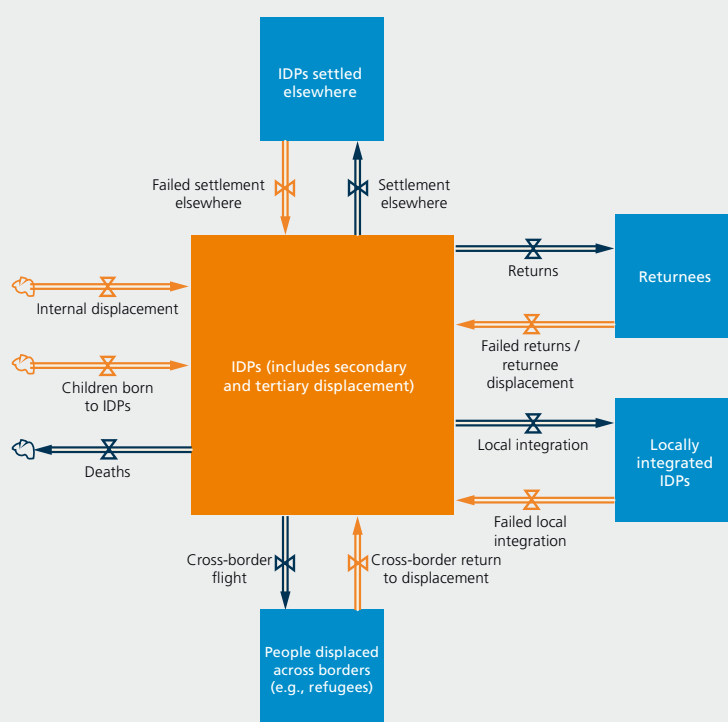 IDPs settled
elsewhere
Failed settlement
elsewhere
Settlement
elsewhere
Internal displacement
Children born
to IDPs
Deaths
IDPs (includes secondary
and tertiary displacement)
Returns
Returnees
Failed returns /
returnee
displacement
Local integration
Locally
integrated
IDPs
Failed local
integration
Cross-border
flight
Cross-border return
to displacement
People displaced
across borders
(e.g., refugees)